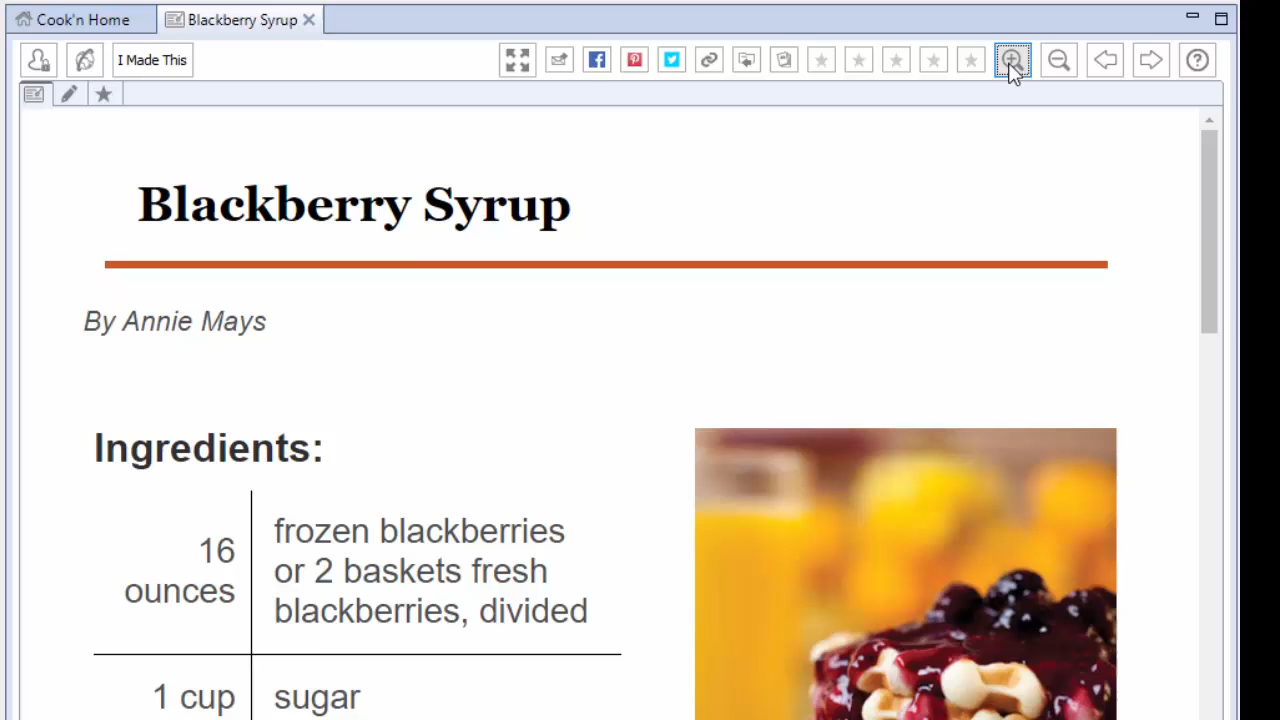 Cook'n Home
Blackberry Syrup
I Made This
Blackberry Syrup
By Annie Mays
Ingredients:
16
ounces
frozen blackberries
or 2 baskets fresh
blackberries, divided
1 cup
sugar